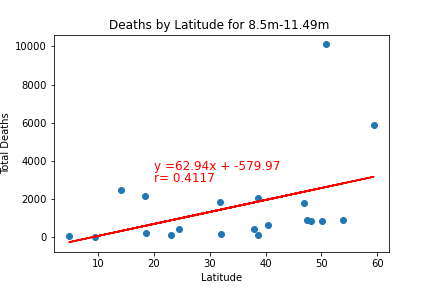 Deaths by Latitude for 8.5m-11.49m
10000
8000
6000
4000
2000
0
Total Deaths
y =62.94x + -579.97
r= 0.4117
10 20 30 40 50 60
Latitude